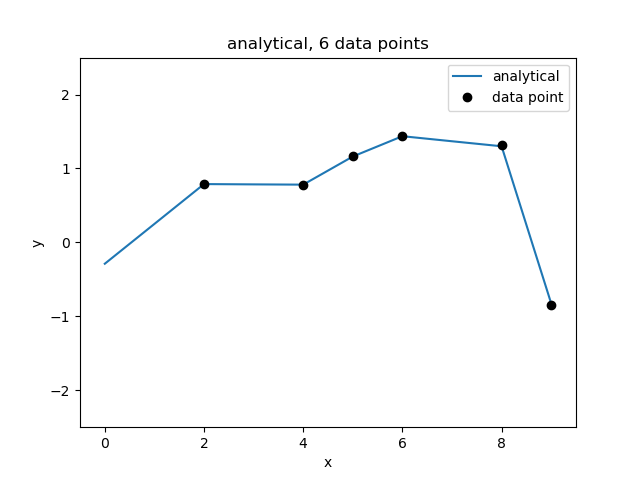 analytical, 6 data points
analytical
data point
2
1
0
−1
−2
y
0
2
4
6
8
x